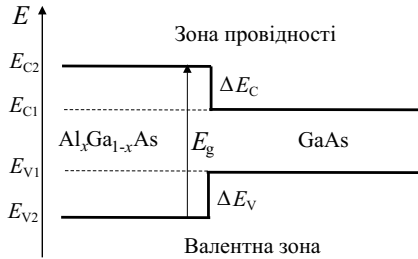 E
Зона провідності
E_C2
ΔE_C
E_C1
Al_xGa_1-xAs
E_g
GaAs
E_V1
ΔE_V
E_V2
Валентна зона